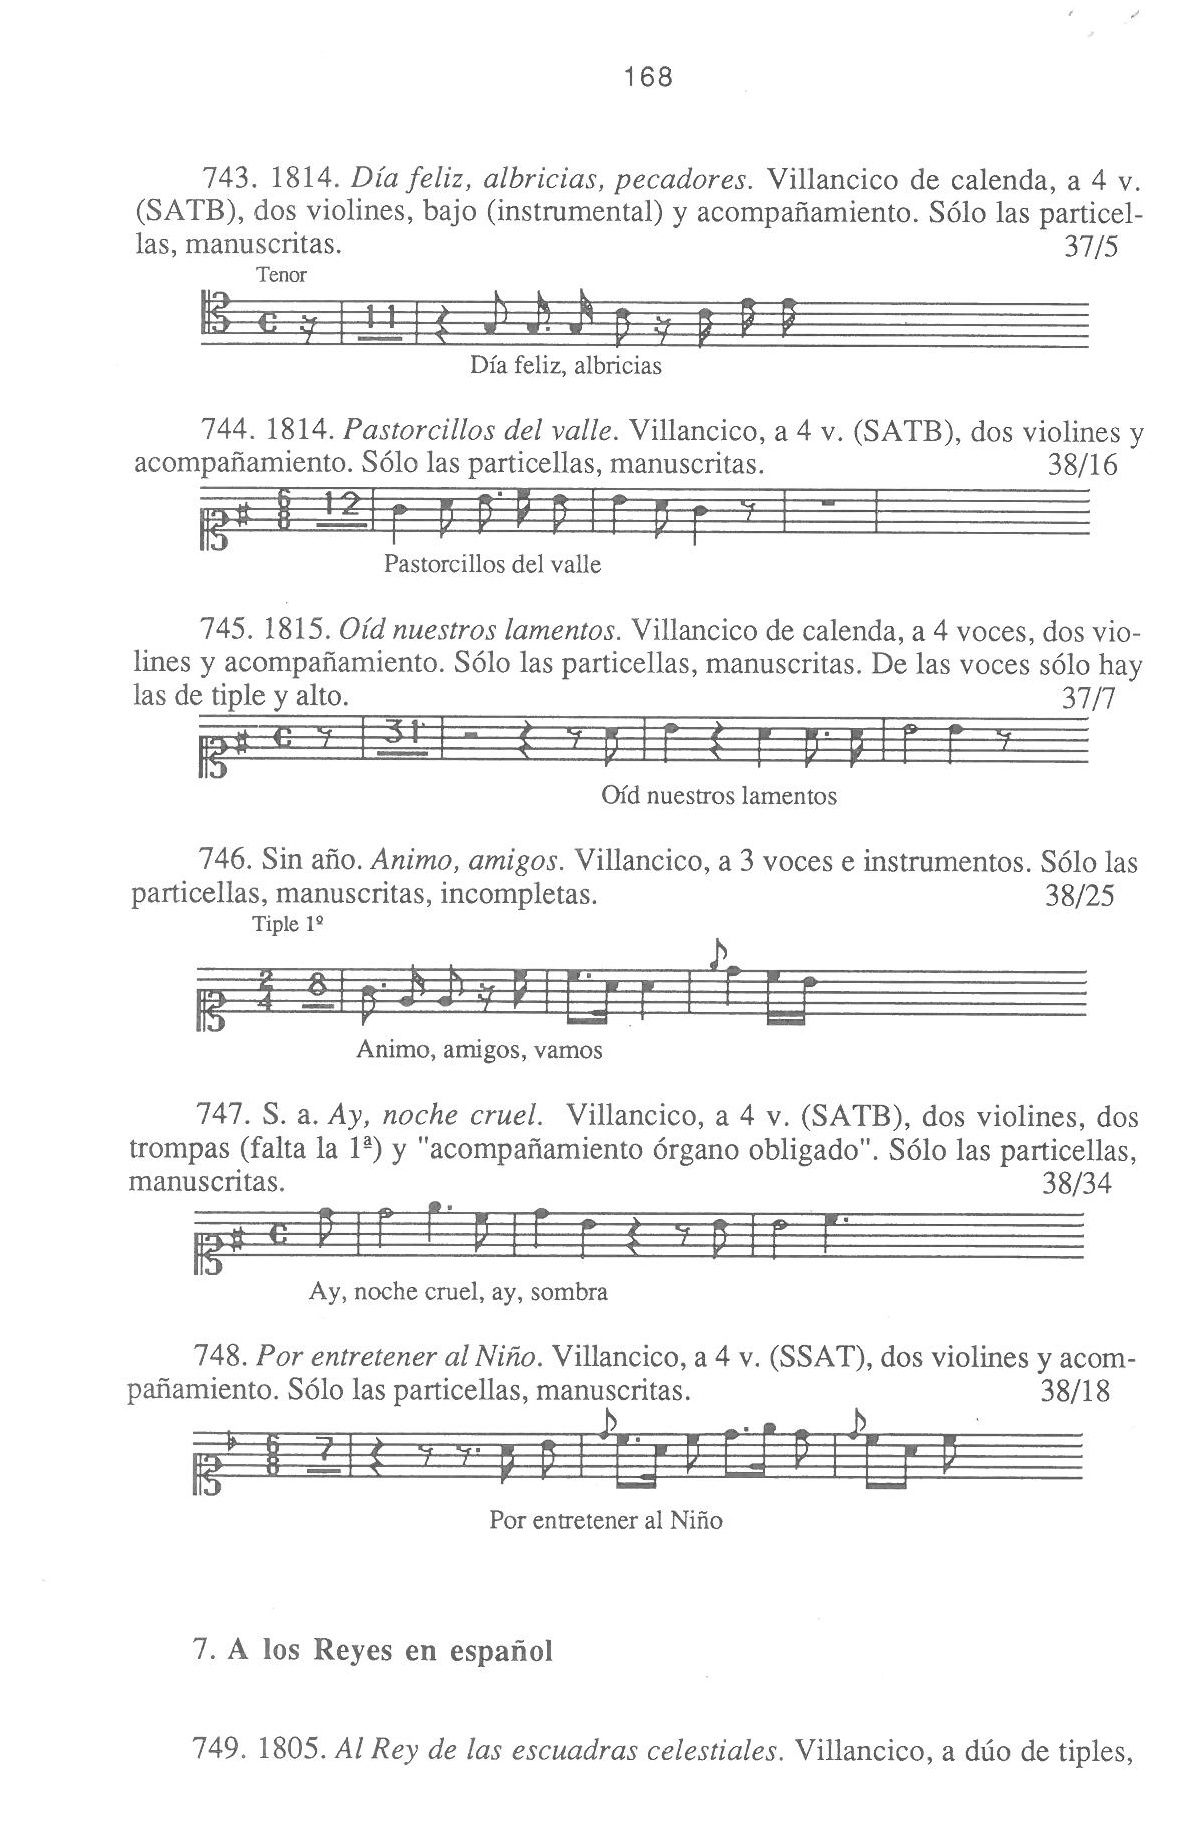 168
743. 1814. Día feliz, albricias, pecadores. Villancico de calenda, a 4 v.
(SATB), dos violines, bajo (instrumental) y acompañamiento. Sólo las particel-
las, manuscritas. 37/5
Tenor
11
Día feliz, albricias
744. 1814. Pastorcillos del valle. Villancico, a 4 v. (SATB), dos violines y
acompañamiento. Sólo las particellas, manuscritas. 38/16
6 8 12
Pastorcillos del valle
745. 1815. Oíd nuestros lamentos. Villancico de calenda, a 4 voces, dos vio-
lines y acompañamiento. Sólo las particellas, manuscritas. De las voces sólo hay
las de tiple y alto. 37/7
31
Oíd nuestros lamentos
746. Sin año. Animo, amigos. Villancico, a 3 voces e instrumentos. Sólo las
particellas, manuscritas, incompletas. 38/25
Tiple 1º
2 4 8
Animo, amigos, vamos
747. S. a. Ay, noche cruel. Villancico, a 4 v. (SATB), dos violines, dos
trompas (falta la 1ª) y "acompañamiento órgano obligado". Sólo las particellas,
manuscritas. 38/34
Ay, noche cruel, ay, sombra
748. Por entretener al Niño. Villancico, a 4 v. (SSAT), dos violines y acom-
pañamiento. Sólo las particellas, manuscritas. 38/18
6 8 7
Por entretener al Niño
7. A los Reyes en español
749. 1805. Al Rey de las escuadras celestiales. Villancico, a dúo de tiples,